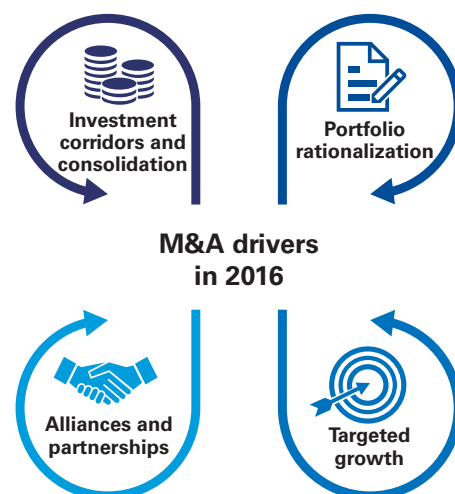 Investment
corridors and
consolidation
Portfolio
rationalization
M&A drivers
in 2016
Alliances and
partnerships
Targeted
growth